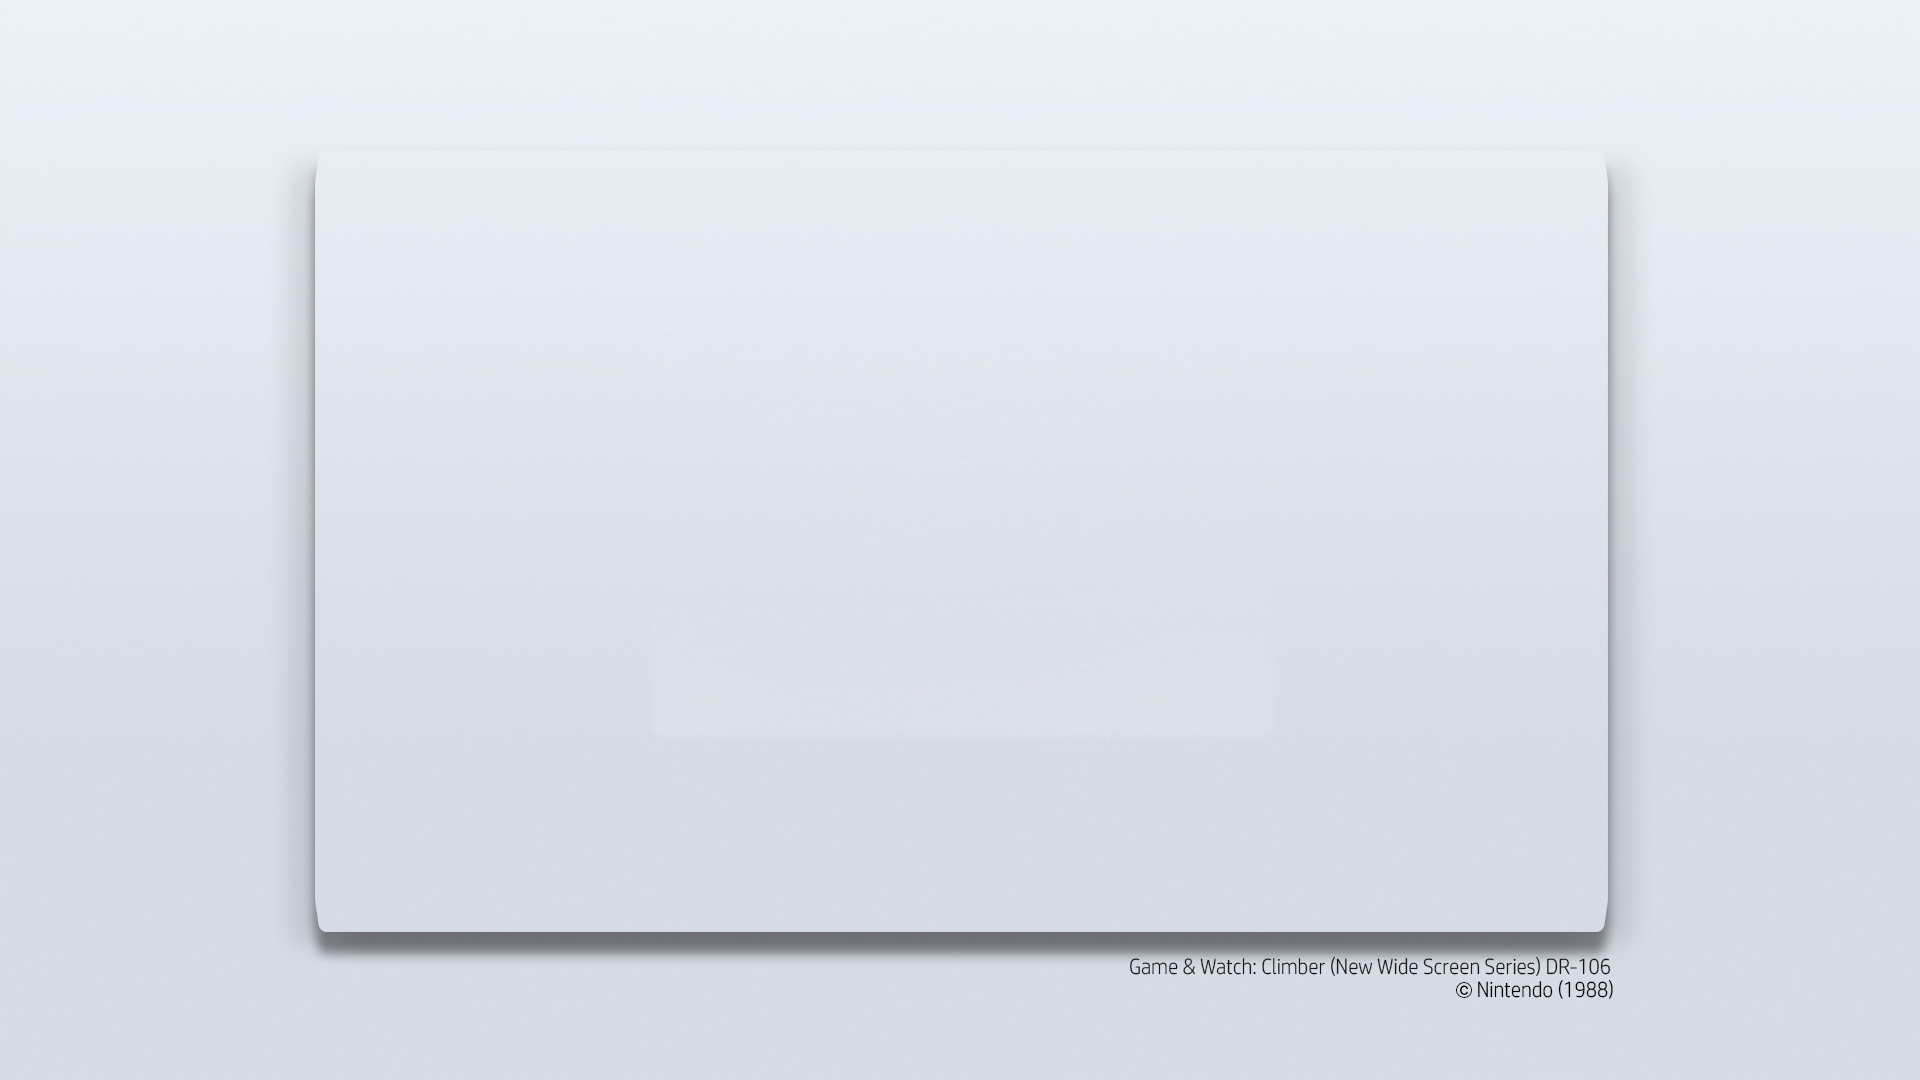 Game & Watch: Climber (New Wide Screen Series) DR-106
© Nintendo (1988)